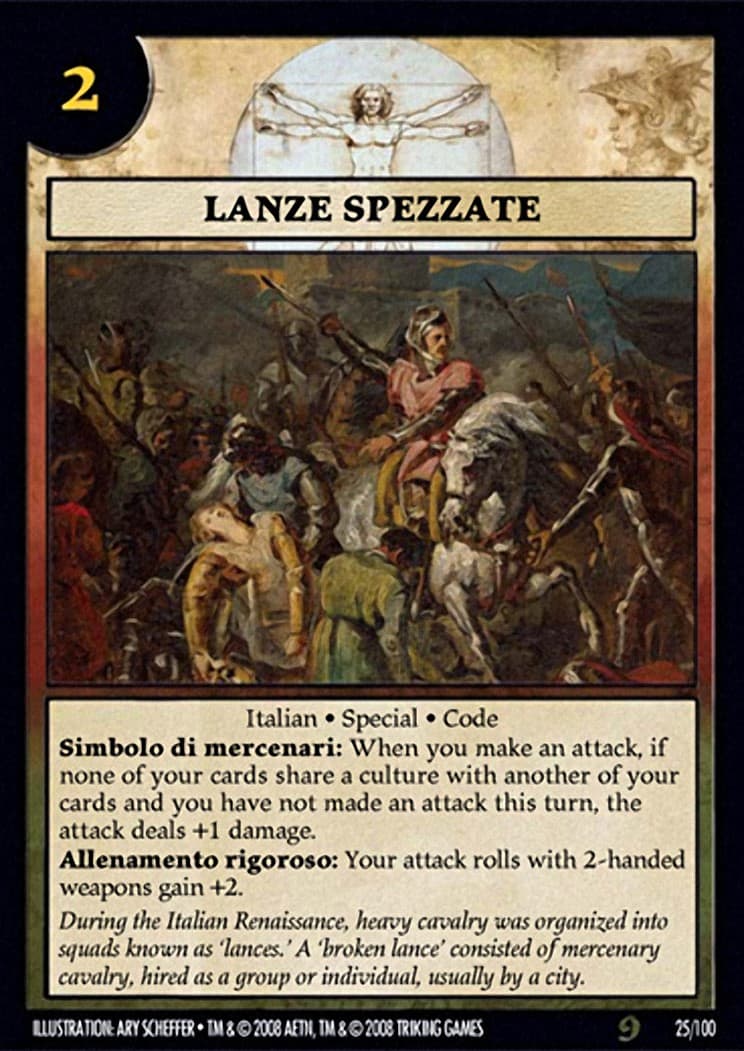 2
LANZE SPEZZATE
Italian • Special • Code
Simbolo di mercenari: When you make an attack, if
none of your cards share a culture with another of your
cards and you have not made an attack this turn, the
attack deals +1 damage.
Allenamento rigoroso: Your attack rolls with 2-handed
weapons gain +2.
During the Italian Renaissance, heavy cavalry was organized into
squads known as ‘lances.’ A ‘broken lance’ consisted of mercenary
cavalry, hired as a group or individual, usually by a city.
ILLUSTRATION: ARY SCHEFFER • TM & © 2008 AETN, TM & © 2008 TRIKING GAMES
9 25/100